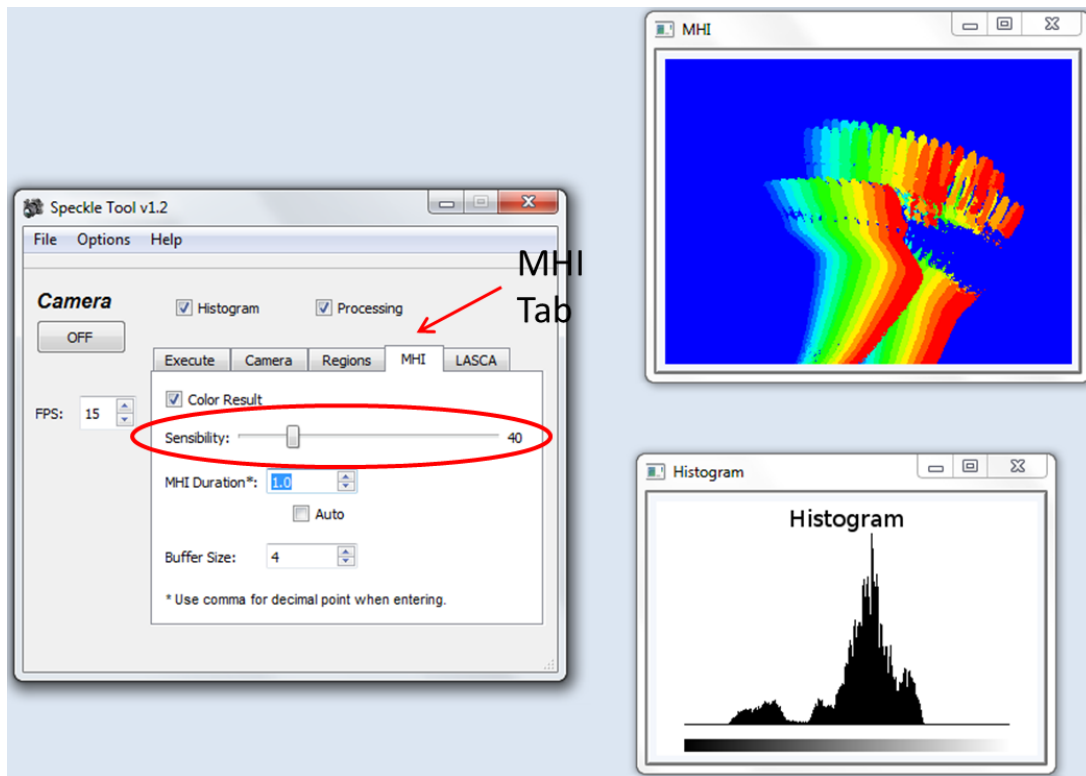 MHI
Speckle Tool v1.2
File Options Help
MHI
Tab
Camera
Histogram
Processing
OFF
Execute
Camera
Regions
MHI
LASCA
Color Result
FPS: 15
Sensibility: 40
MHI Duration*: 1.0
Auto
Buffer Size: 4
* Use comma for decimal point when entering.
Histogram
Histogram